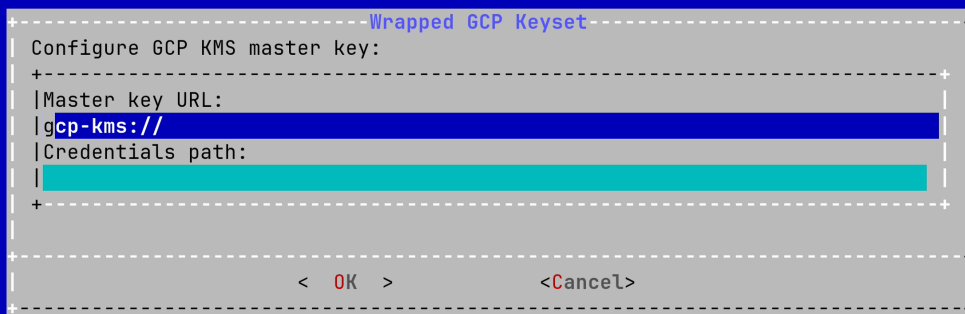 Wrapped GCP Keyset
Configure GCP KMS master key:
Master key URL:
gcp-kms://
Credentials path:
< OK > <Cancel>